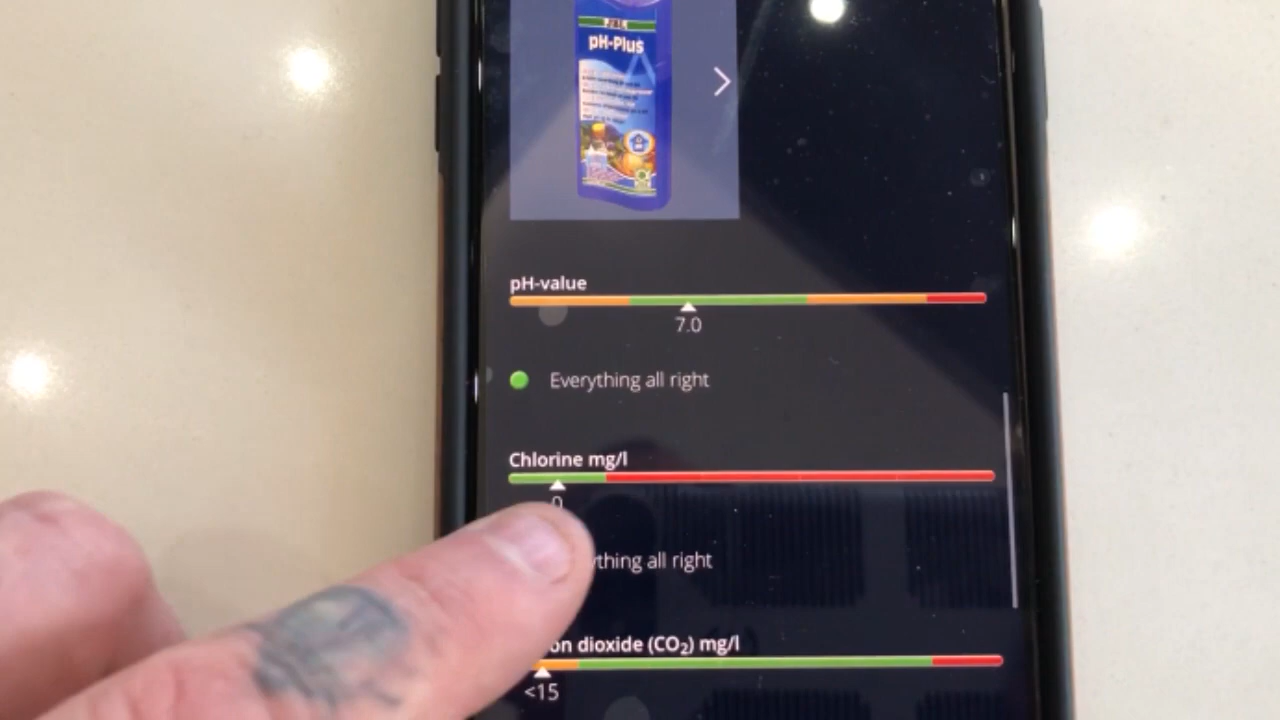 JBL
pH-Plus
pH-value
7.0
Everything all right
Chlorine mg/l
0
ything all right
on dioxide (CO₂) mg/l
<15